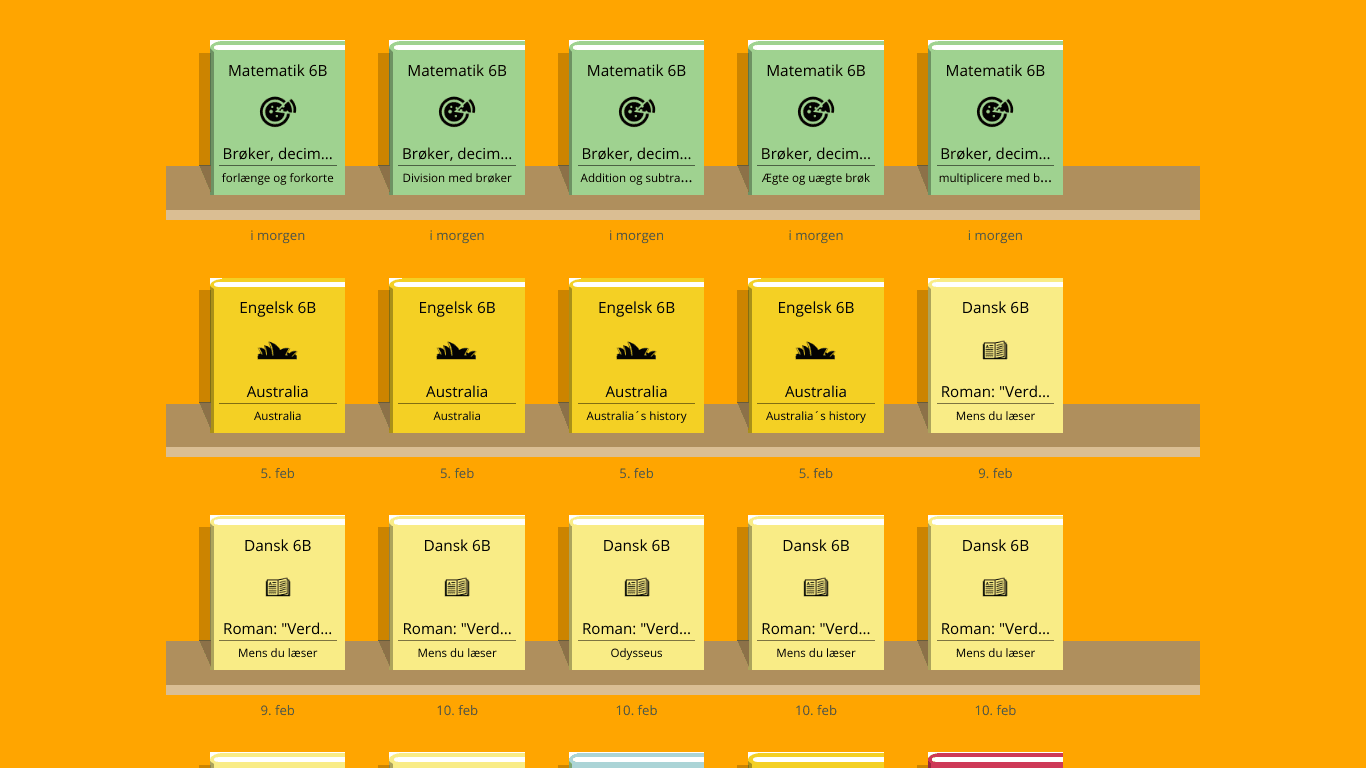 Matematik 6B
Brøker, decim...
forlænge og forkorte
i morgen
Matematik 6B
Brøker, decim...
Division med brøker
i morgen
Matematik 6B
Brøker, decim...
Addition og subtra...
i morgen
Matematik 6B
Brøker, decim...
Ægte og uægte brøk
i morgen
Matematik 6B
Brøker, decim...
multiplicere med b...
i morgen
Engelsk 6B
Australia
Australia
5. feb
Engelsk 6B
Australia
Australia
5. feb
Engelsk 6B
Australia
Australia´s history
5. feb
Engelsk 6B
Australia
Australia´s history
5. feb
Dansk 6B
Roman: "Verd...
Mens du læser
9. feb
Dansk 6B
Roman: "Verd...
Mens du læser
9. feb
Dansk 6B
Roman: "Verd...
Mens du læser
10. feb
Dansk 6B
Roman: "Verd...
Odysseus
10. feb
Dansk 6B
Roman: "Verd...
Mens du læser
10. feb
Dansk 6B
Roman: "Verd...
Mens du læser
10. feb